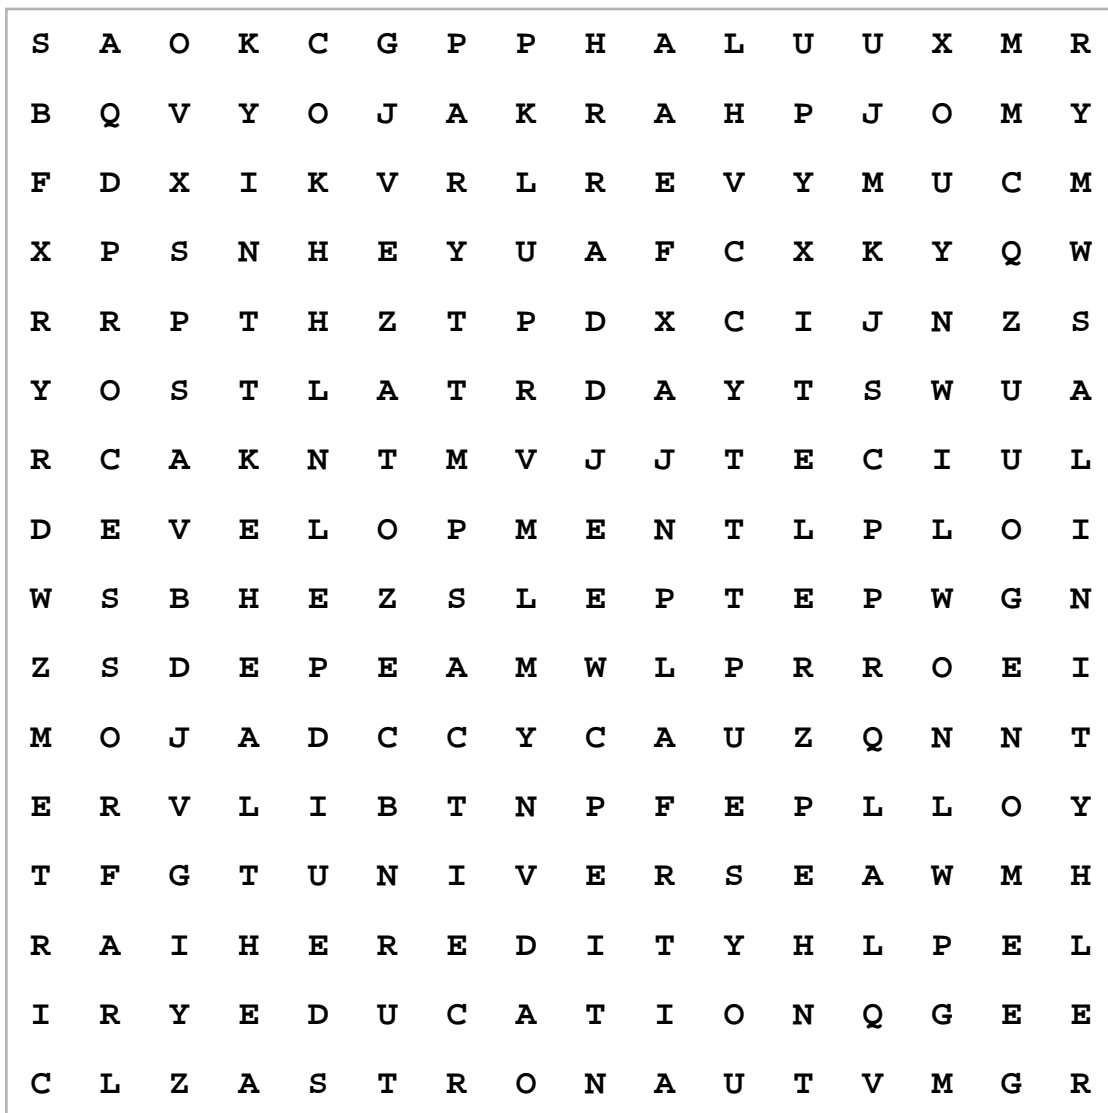 S A O K C G P P H A L U U X M R
B Q V Y O J A K R A H P J O M Y
F D X I K V R L R E V Y M U C M
X P S N H E Y U A F C X K Y Q W
R R P T H Z T P D X C I J N Z S
Y O S T L A T R D A Y T S W U A
R C A K N T M V J J T E C I U L
D E V E L O P M E N T L P L O I
W S B H E Z S L E P T E P W G N
Z S D E P E A M W L P R R O E I
M O J A D C C Y C A U Z Q N N T
E R V L I B T N P F E P L L O Y
T F G T U N I V E R S E A W M H
R A I H E R E D I T Y H L P E L
I R Y E D U C A T I O N Q G E E
C L Z A S T R O N A U T V M G R